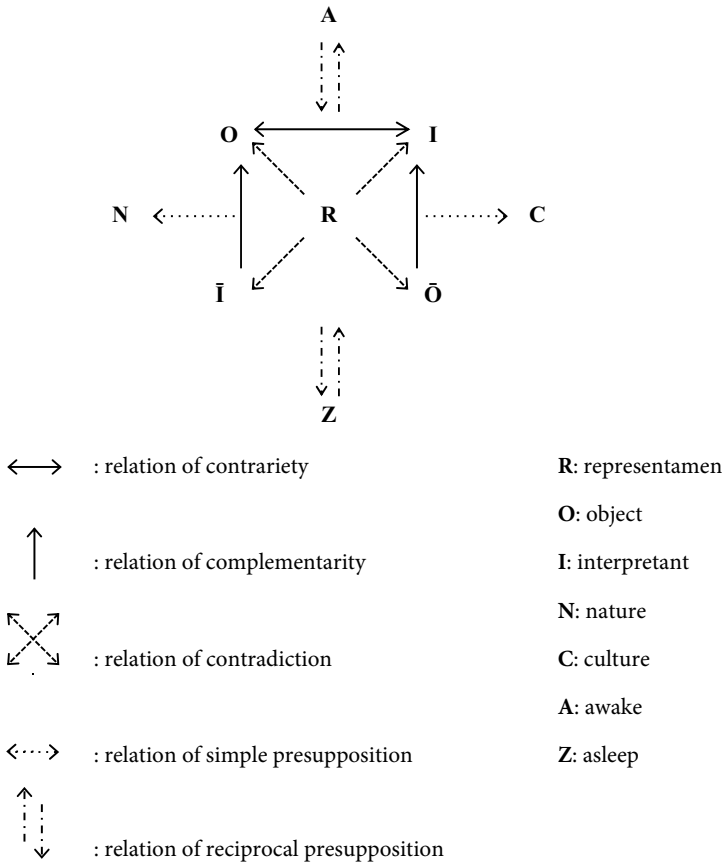 A
O I
N R C
Ī Ō
Z
: relation of contrariety R: representamen
O: object
: relation of complementarity I: interpretant
N: nature
: relation of contradiction C: culture
A: awake
: relation of simple presupposition Z: asleep
: relation of reciprocal presupposition